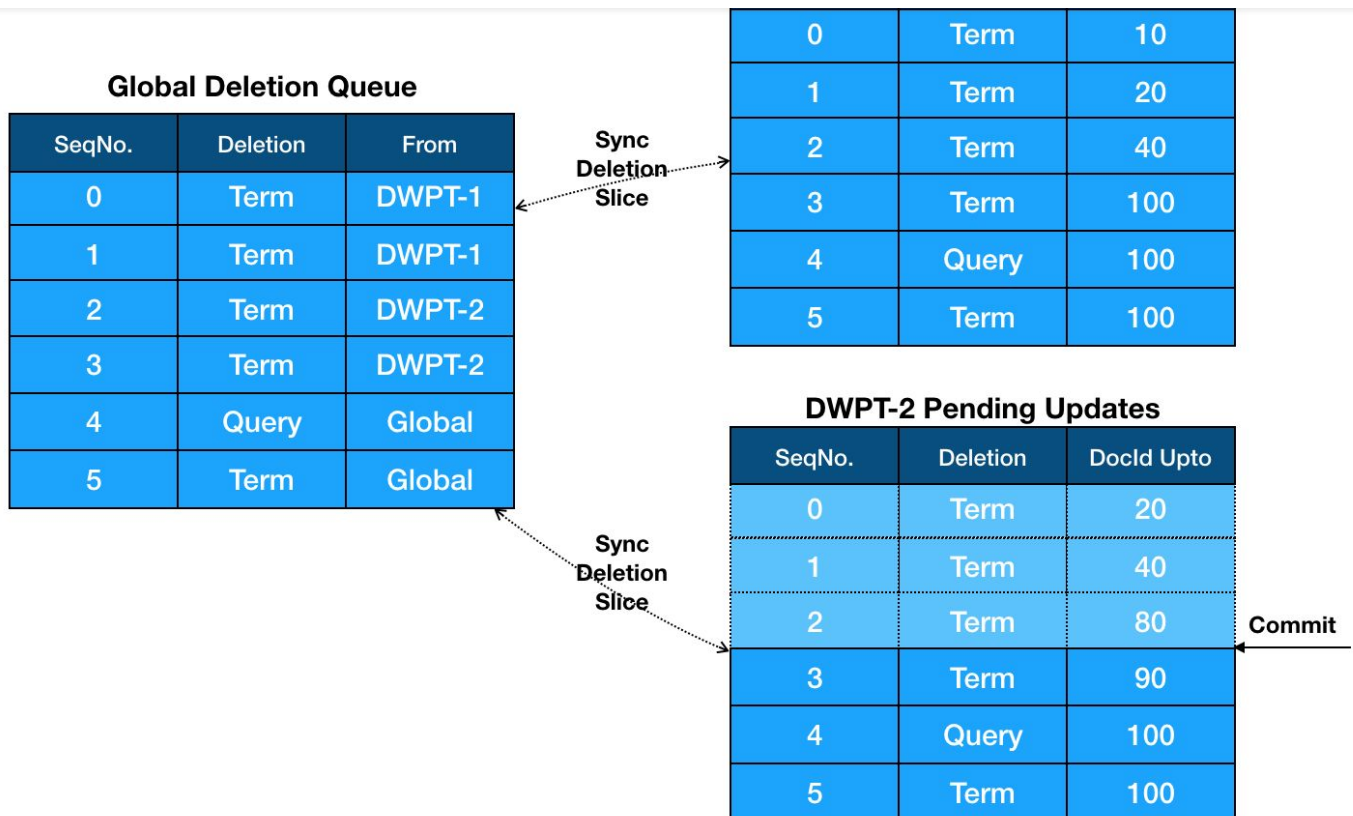 Global Deletion Queue
SeqNo. Deletion From
0 Term DWPT-1
1 Term DWPT-1
2 Term DWPT-2
3 Term DWPT-2
4 Query Global
5 Term Global
Sync
Deletion
Slice
0 Term 10
1 Term 20
2 Term 40
3 Term 100
4 Query 100
5 Term 100
Sync
Deletion
Slice
DWPT-2 Pending Updates
SeqNo. Deletion DocId Upto
0 Term 20
1 Term 40
2 Term 80
3 Term 90
4 Query 100
5 Term 100
Commit